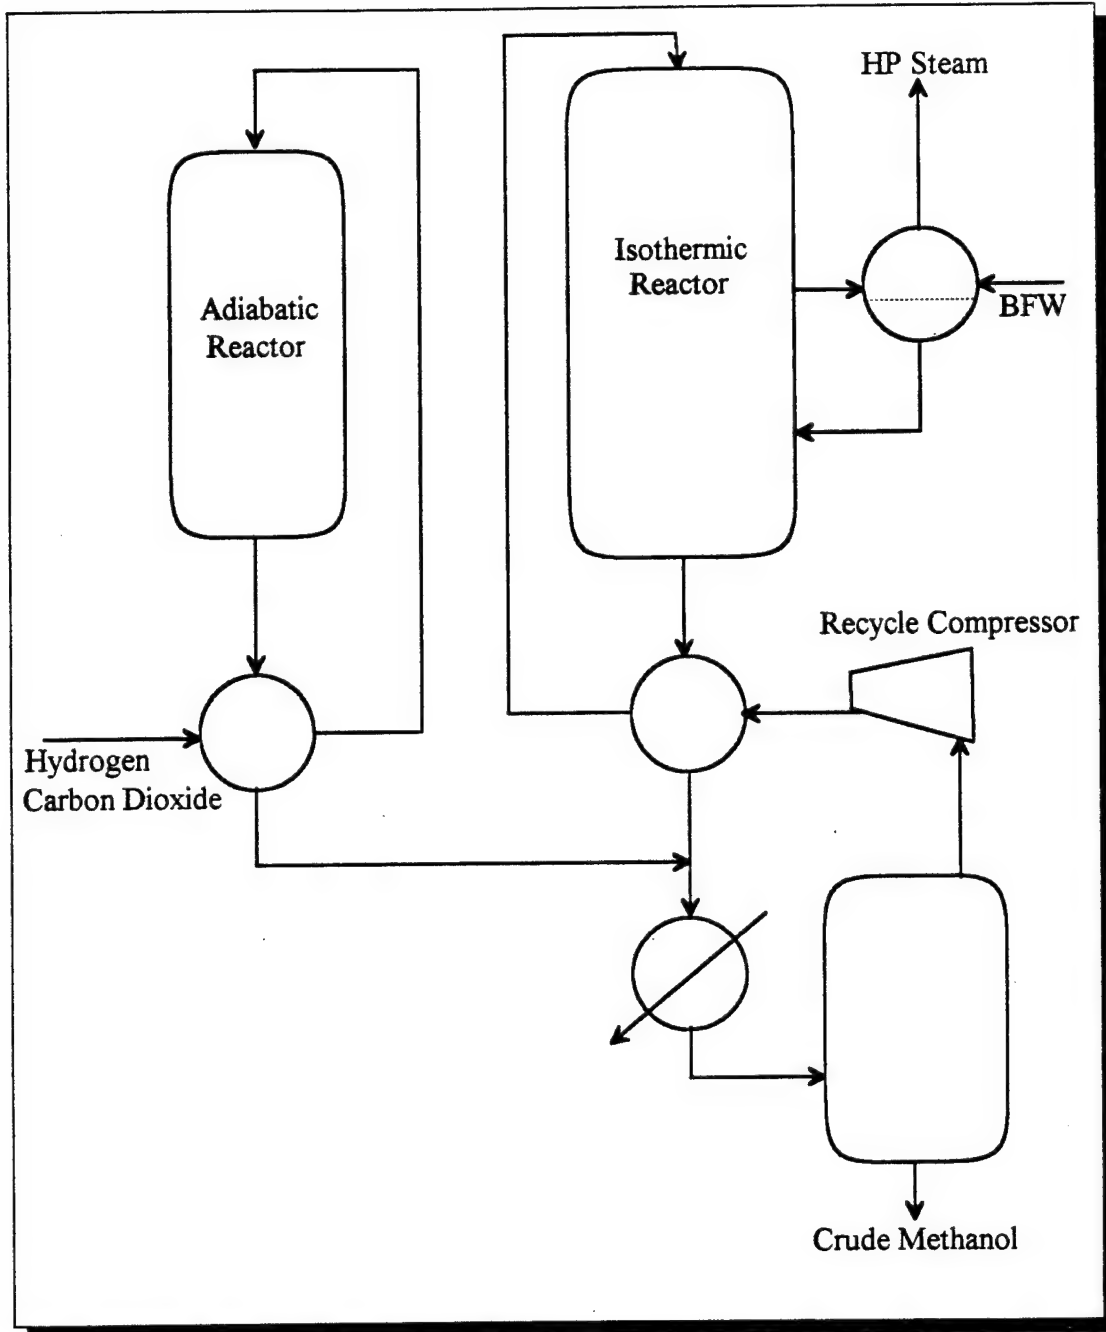 HP Steam
Isothermic
Reactor
Adiabatic
Reactor
BFW
Recycle Compressor
Hydrogen
Carbon Dioxide
Crude Methanol